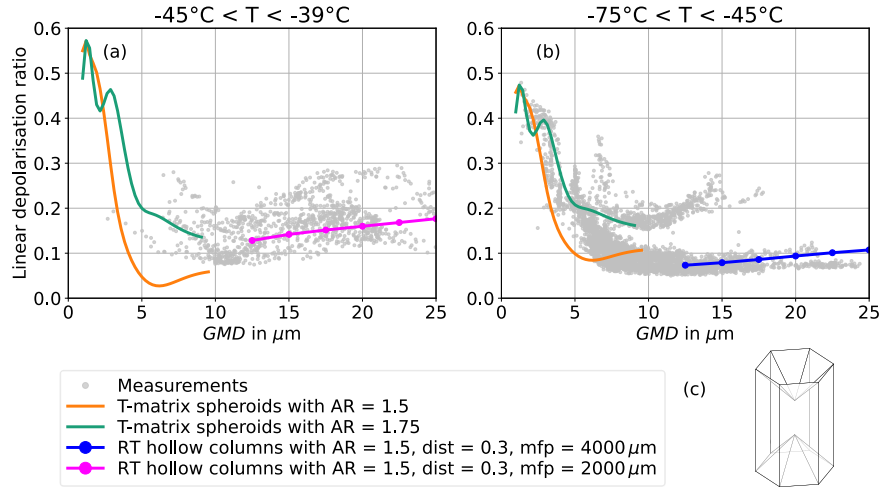 -45°C < T < -39°C
-75°C < T < -45°C
(a)
(b)
Linear depolarisation ratio
0.6
0.5
0.4
0.3
0.2
0.1
0.0
0 5 10 15 20 25
GMD in μm
0.6
0.5
0.4
0.3
0.2
0.1
0.0
0 5 10 15 20 25
GMD in μm
Measurements
T-matrix spheroids with AR = 1.5
T-matrix spheroids with AR = 1.75
RT hollow columns with AR = 1.5, dist = 0.3, mfp = 4000 μm
RT hollow columns with AR = 1.5, dist = 0.3, mfp = 2000 μm
(c)